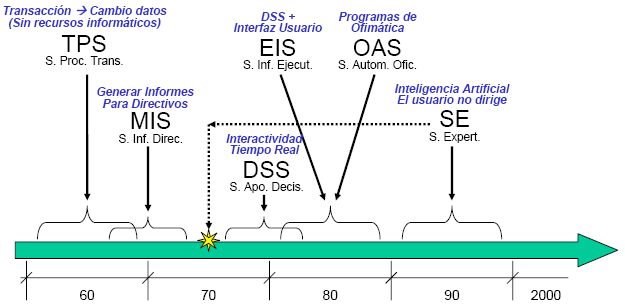 Transacción → Cambio datos
(Sin recursos informáticos)
TPS
S. Proc. Trans.
Generar Informes
Para Directivos
MIS
S. Inf. Direc.
DSS +
Interfaz Usuario
EIS
S. Inf. Ejecut.
Programas de
Ofimática
OAS
S. Autom. Ofic.
Interactividad
Tiempo Real
DSS
S. Apo. Decis.
Inteligencia Artificial
El usuario no dirige
SE
S. Expert.
60
70
80
90
2000